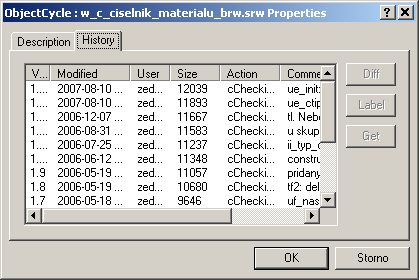 ObjectCycle : w_c_ciselnik_materialu_brw.srw Properties
Description History
V... Modified User Size Action Comme
1.... 2007-08-10 ... zed... 12039 cChecki... ue_init:
1.... 2007-08-10 ... zed... 11893 cChecki... ue_ctip
1.... 2006-12-07 ... zed... 11667 cChecki... tl. Nebo
1.... 2006-08-31 ... zed... 11583 cChecki... u skup
1.... 2006-07-25 ... zed... 11237 cChecki... ii_typ_c
1.... 2006-06-12 ... zed... 11348 cChecki... constru
1.9 2006-05-19 ... zed... 11057 cChecki... pridany
1.8 2006-05-19 ... zed... 10680 cChecki... tf2: del
1.7 2006-05-18 ... zed... 9646 cChecki... uf_nas
Diff
Label
Get
OK Storno